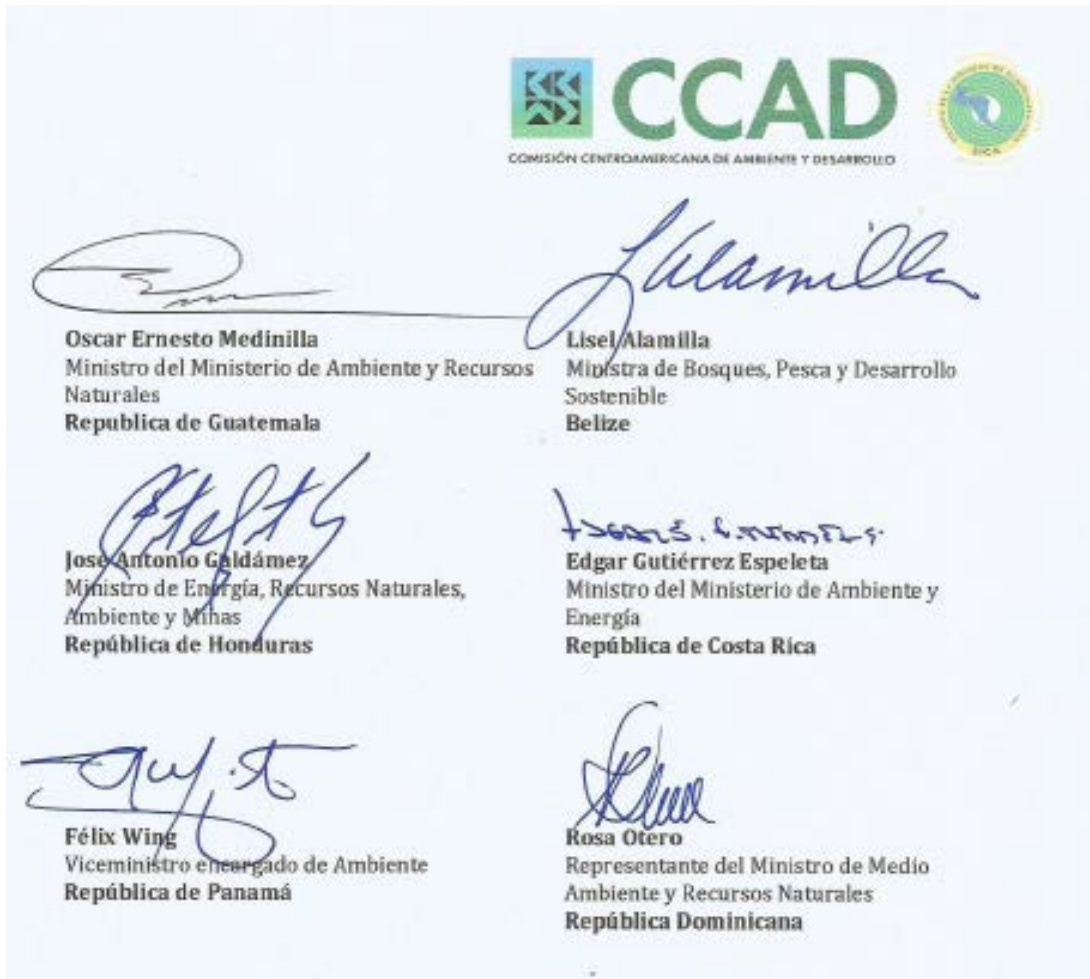 CCAD
COMISIÓN CENTROAMERICANA DE AMBIENTE Y DESARROLLO
SICA
Oscar Ernesto Medinilla
Ministro del Ministerio de Ambiente y Recursos
Naturales
Republica de Guatemala
Lisel Alamilla
Ministra de Bosques, Pesca y Desarrollo
Sostenible
Belize
José Antonio Galdámez
Ministro de Energía, Recursos Naturales,
Ambiente y Minas
República de Honduras
Edgar Gutiérrez Espeleta
Ministro del Ministerio de Ambiente y
Energía
República de Costa Rica
Félix Wing
Viceministro encargado de Ambiente
República de Panamá
Rosa Otero
Representante del Ministro de Medio
Ambiente y Recursos Naturales
República Dominicana